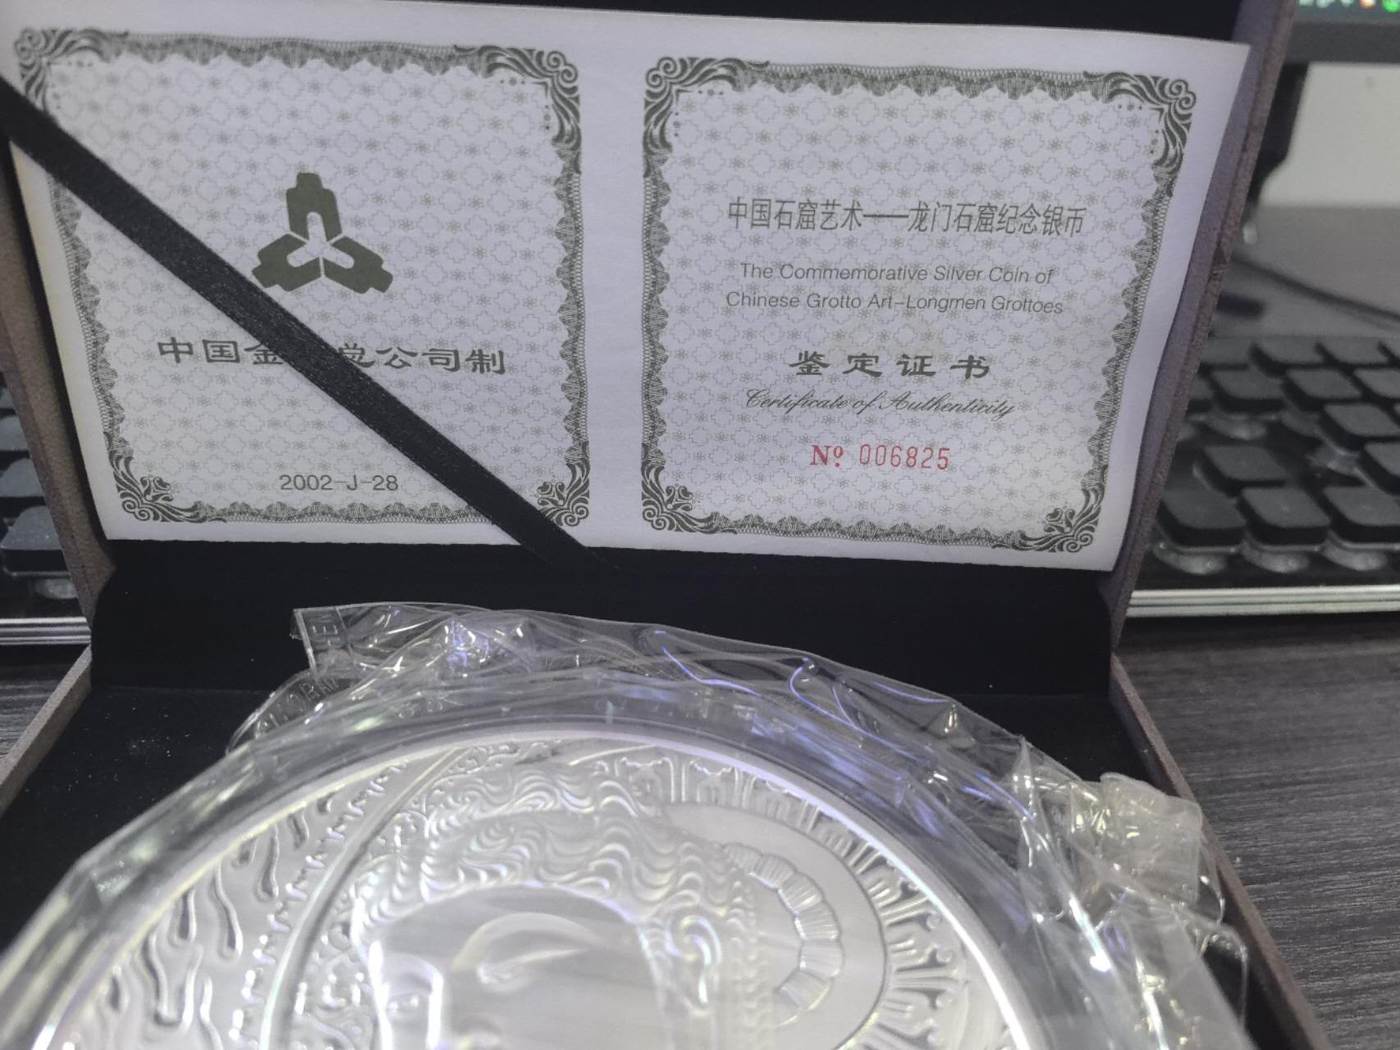 中国金 总公司制
2002-J-28
中国石窟艺术——龙门石窟纪念银币
The Commemorative Silver Coin of
Chinese Grotto Art-Longmen Grottoes
鉴定证书
Certificate of Authenticity
Nº 006825